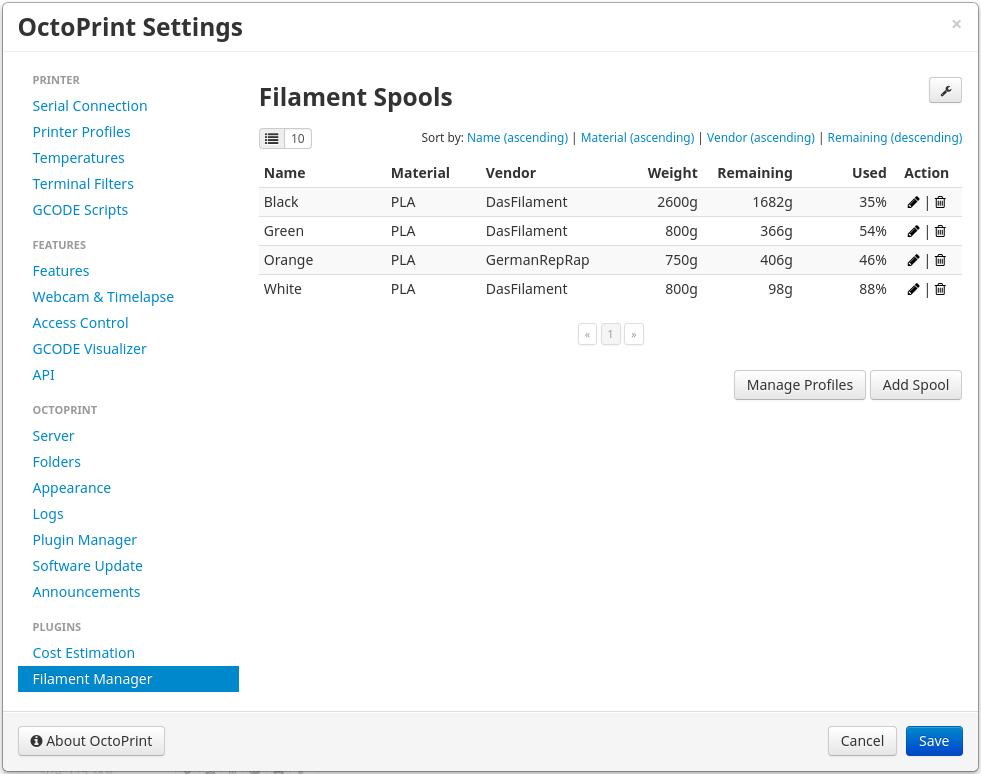 OctoPrint Settings ×
PRINTER
Serial Connection
Printer Profiles
Temperatures
Terminal Filters
GCODE Scripts
FEATURES
Features
Webcam & Timelapse
Access Control
GCODE Visualizer
API
OCTOPRINT
Server
Folders
Appearance
Logs
Plugin Manager
Software Update
Announcements
PLUGINS
Cost Estimation
Filament Manager
Filament Spools
10 Sort by: Name (ascending) | Material (ascending) | Vendor (ascending) | Remaining (descending)
Name Material Vendor Weight Remaining Used Action
Black PLA DasFilament 2600g 1682g 35% |
Green PLA DasFilament 800g 366g 54% |
Orange PLA GermanRepRap 750g 406g 46% |
White PLA DasFilament 800g 98g 88% |
« 1 »
Manage Profiles Add Spool
About OctoPrint Cancel Save